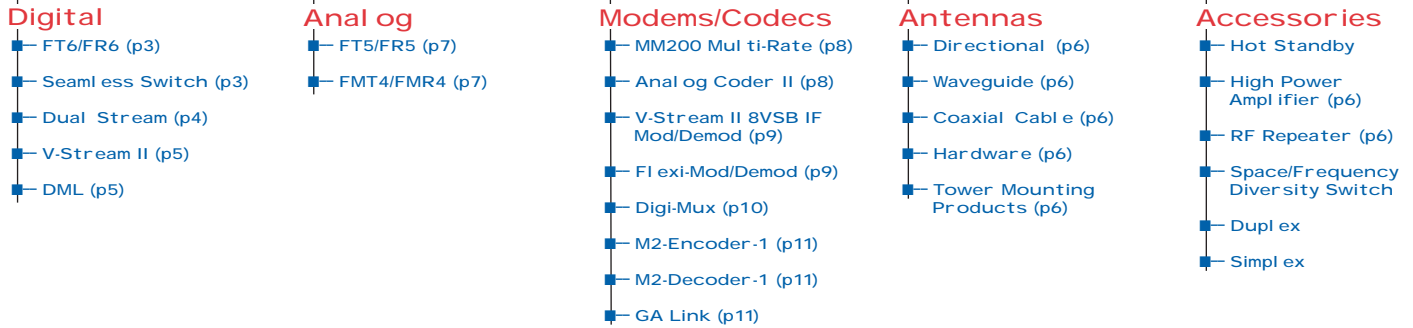 Digital
FT6/FR6 (p3)
Seamless Switch (p3)
Dual Stream (p4)
V-Stream II (p5)
DML (p5)
Analog
FT5/FR5 (p7)
FMT4/FMR4 (p7)
Modems/Codecs
MM200 Multi-Rate (p8)
Analog Coder II (p8)
V-Stream II 8VSB IF
Mod/Demod (p9)
Flexi-Mod/Demod (p9)
Digi-Mux (p10)
M2-Encoder-1 (p11)
M2-Decoder-1 (p11)
GA Link (p11)
Antennas
Directional (p6)
Waveguide (p6)
Coaxial Cable (p6)
Hardware (p6)
Tower Mounting
Products (p6)
Accessories
Hot Standby
High Power
Amplifier (p6)
RF Repeater (p6)
Space/Frequency
Diversity Switch
Duplex
Simplex